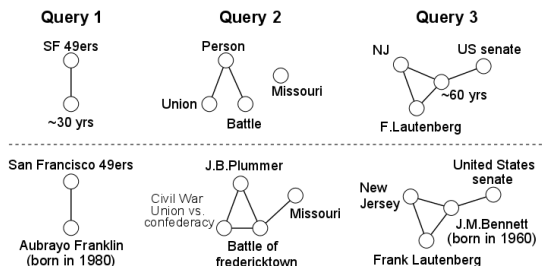 Query 1
Query 2
Query 3
SF 49ers
~30 yrs
Person
Union
Battle
Missouri
NJ
US senate
~60 yrs
F.Lautenberg
San Francisco 49ers
Aubrayo Franklin
(born in 1980)
J.B.Plummer
Civil War
Union vs.
confederacy
Missouri
Battle of
fredericktown
United States
senate
New
Jersey
J.M.Bennett
(born in 1960)
Frank Lautenberg